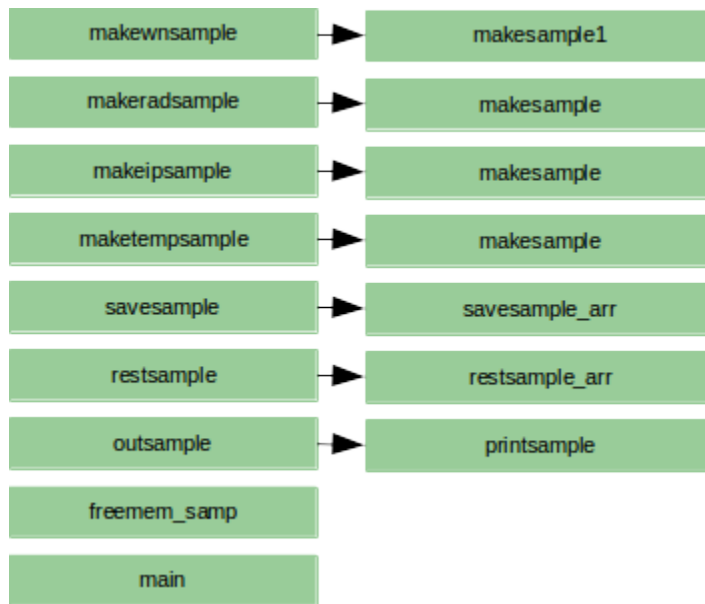 makewnsample
makesample1
makeradsample
makesample
makeipsample
makesample
maketempsample
makesample
savesample
savesample_arr
restsample
restsample_arr
outsample
printsample
freemem_samp
main